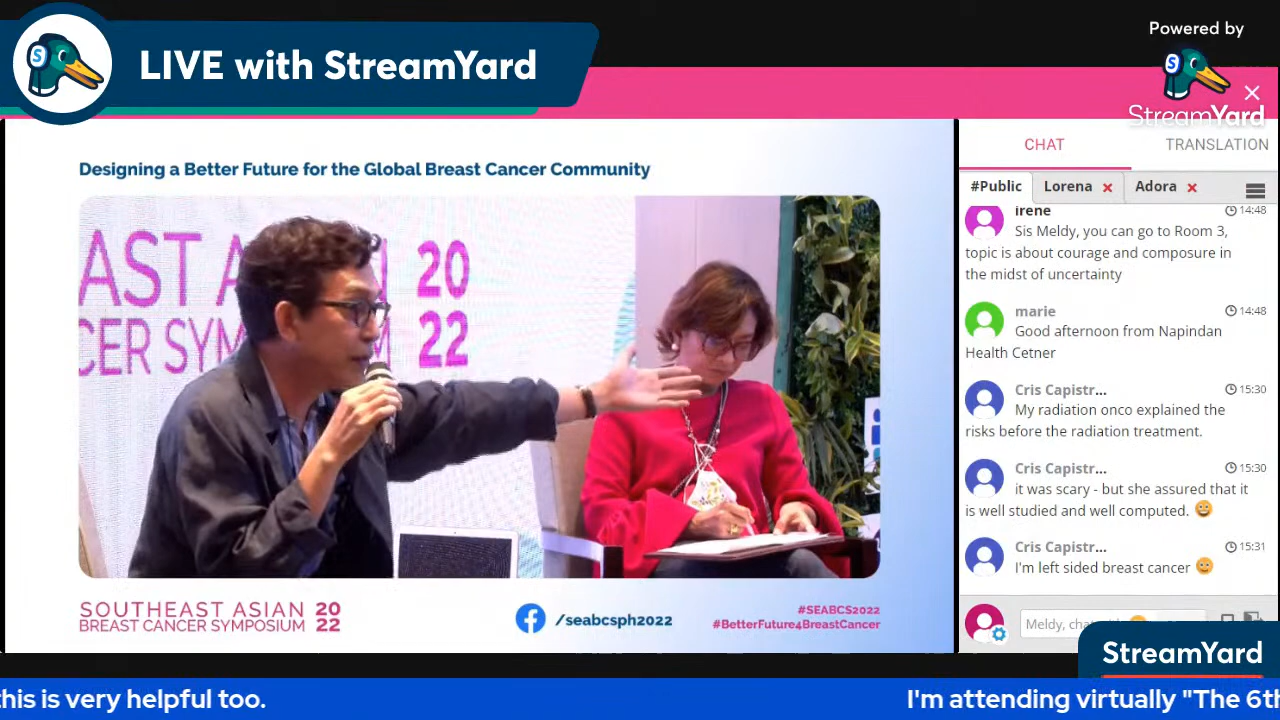 LIVE with StreamYard
Powered by
StreamYard
Designing a Better Future for the Global Breast Cancer Community
AST A
20
CER SYM
M
22
SOUTHEAST ASIAN 20
BREAST CANCER SYMPOSIUM 22
/seabcsph2022
#SEABCS2022
#BetterFuture4BreastCancer
CHAT
TRANSLATION
#Public
Lorena
Adora
irene
14:48
Sis Meldy, you can go to Room 3,
topic is about courage and composure in
the midst of uncertainty
marie
14:48
Good afternoon from Napindan
Health Cetner
Cris Capistr...
15:30
My radiation onco explained the
risks before the radiation treatment.
Cris Capistr...
15:30
it was scary - but she assured that it
is well studied and well computed.
Cris Capistr...
15:31
I'm left sided breast cancer
Meldy,
StreamYard
this is very helpful too.
I'm attending virtually "The 6th